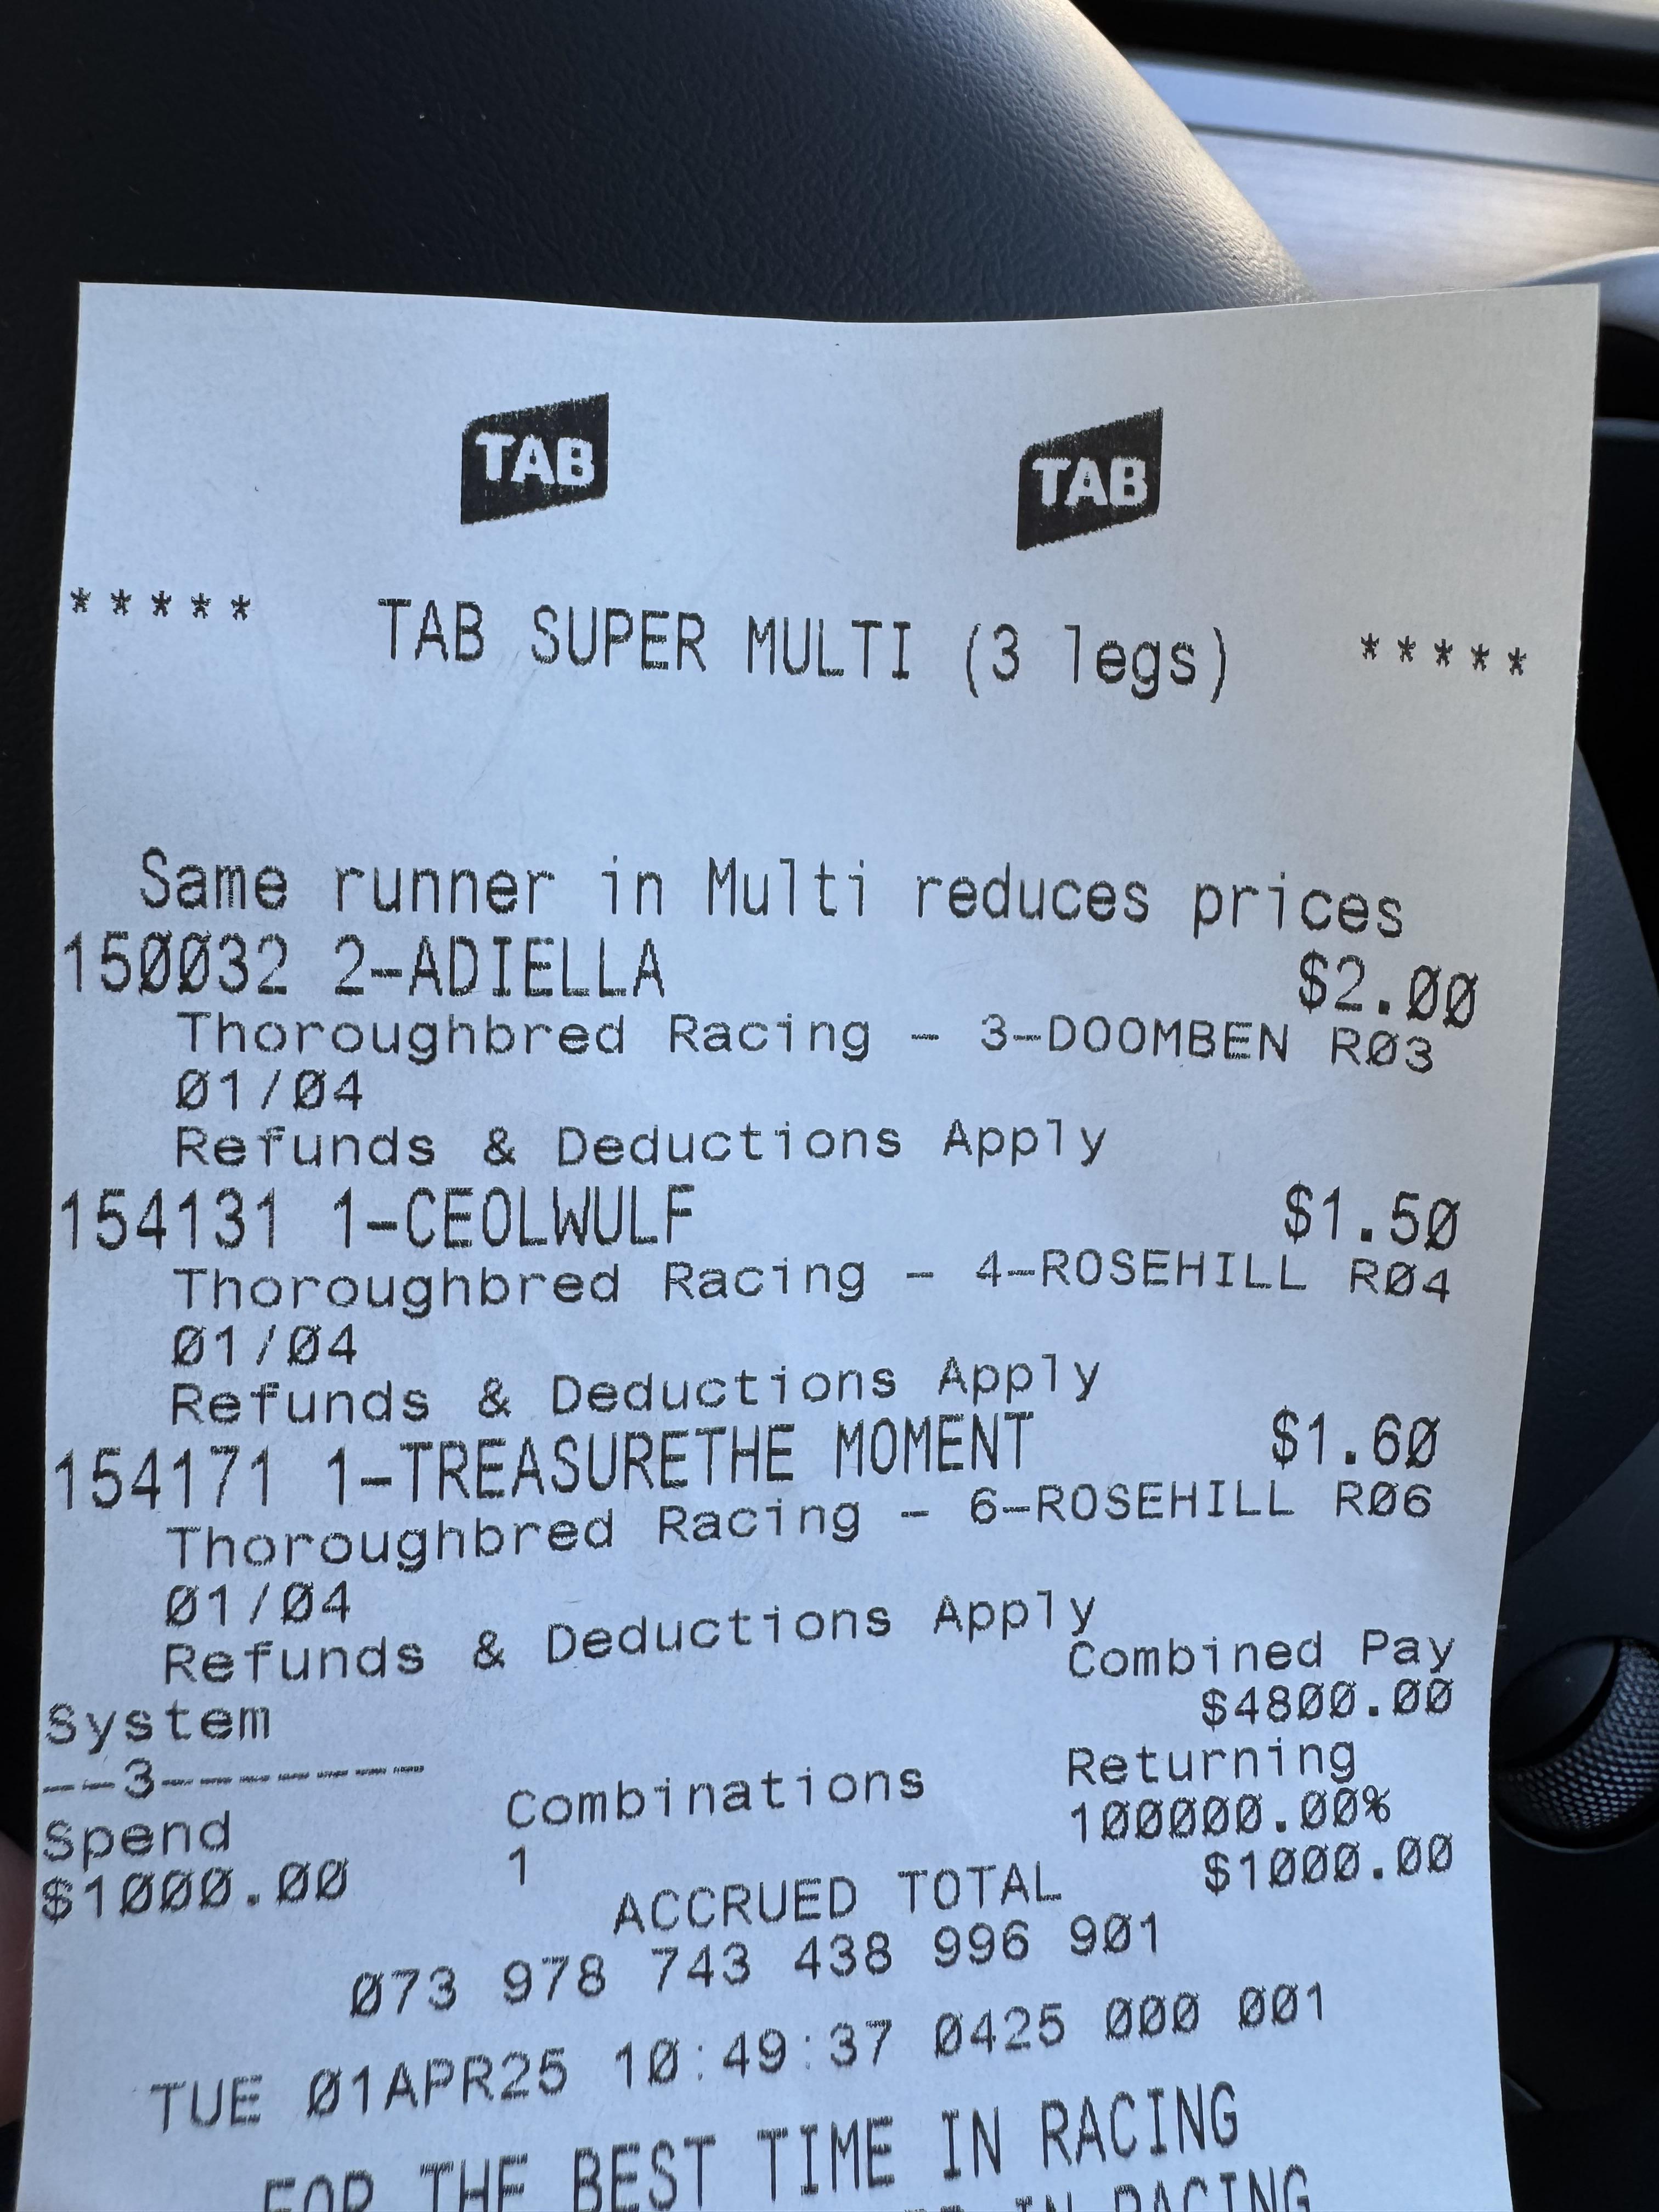 TAB TAB
***** TAB SUPER MULTI (3 legs) *****
Same runner in Multi reduces prices
150032 2-ADIELLA $2.00
Thoroughbred Racing - 3-DOOMBEN R03
01/04
Refunds & Deductions Apply
154131 1-CEOLWULF $1.50
Thoroughbred Racing - 4-ROSEHILL R04
01/04
Refunds & Deductions Apply
154171 1-TREASURETHE MOMENT $1.60
Thoroughbred Racing - 6-ROSEHILL R06
01/04
Refunds & Deductions Apply
System Combined Pay
--3------- $4800.00
Spend Combinations Returning
$1000.00 1 100000.00%
ACCRUED TOTAL $1000.00
073 978 743 438 996 901
TUE 01APR25 10:49:37 0425 000 001
FOR THE BEST TIME IN RACING
IN RACING